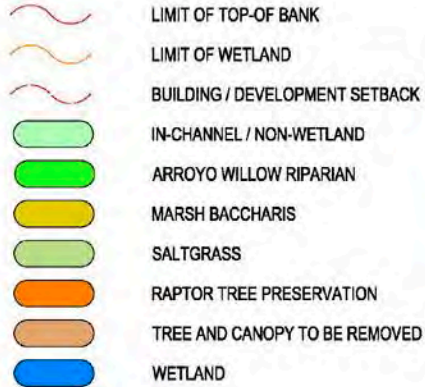 LIMIT OF TOP-OF BANK
LIMIT OF WETLAND
BUILDING / DEVELOPMENT SETBACK
IN-CHANNEL / NON-WETLAND
ARROYO WILLOW RIPARIAN
MARSH BACCHARIS
SALTGRASS
RAPTOR TREE PRESERVATION
TREE AND CANOPY TO BE REMOVED
WETLAND